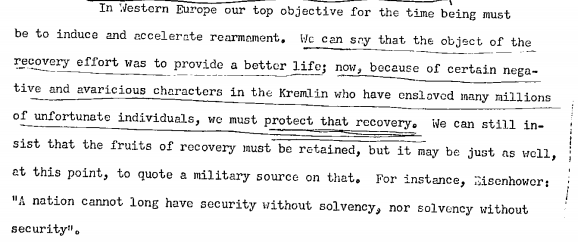 In Western Europe our top objective for the time being must
be to induce and accelerate rearmament. We can say that the object of the
recovery effort was to provide a better life; now, because of certain nega-
tive and avaricious characters in the Kremlin who have enslaved many millions
of unfortunate individuals, we must protect that recovery. We can still in-
sist that the fruits of recovery must be retained, but it may be just as well,
at this point, to quote a military source on that. For instance, Eisenhower:
"A nation cannot long have security without solvency, nor solvency without
security".